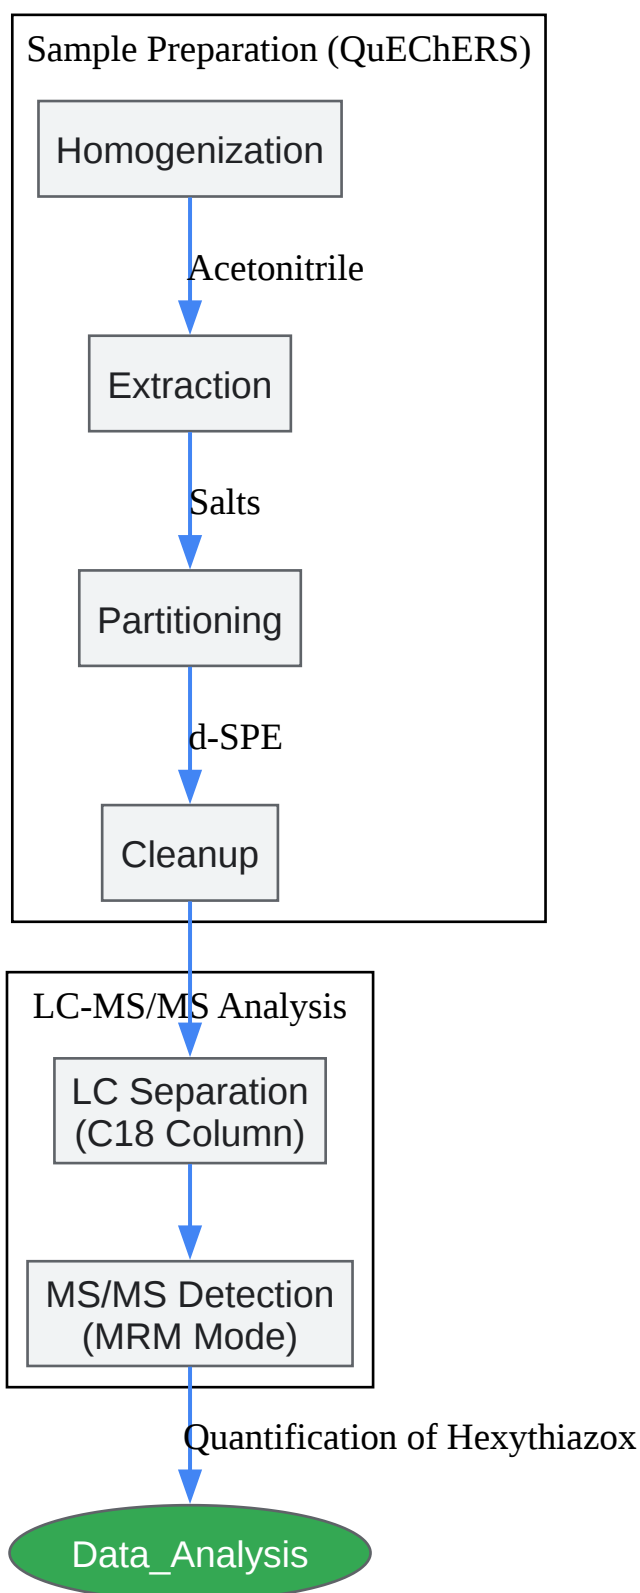 Sample Preparation (QuEChERS)
Homogenization
Acetonitrile
Extraction
Salts
Partitioning
d-SPE
Cleanup
LC-MS/MS Analysis
LC Separation
(C18 Column)
MS/MS Detection
(MRM Mode)
Quantification of Hexythiazox
Data_Analysis